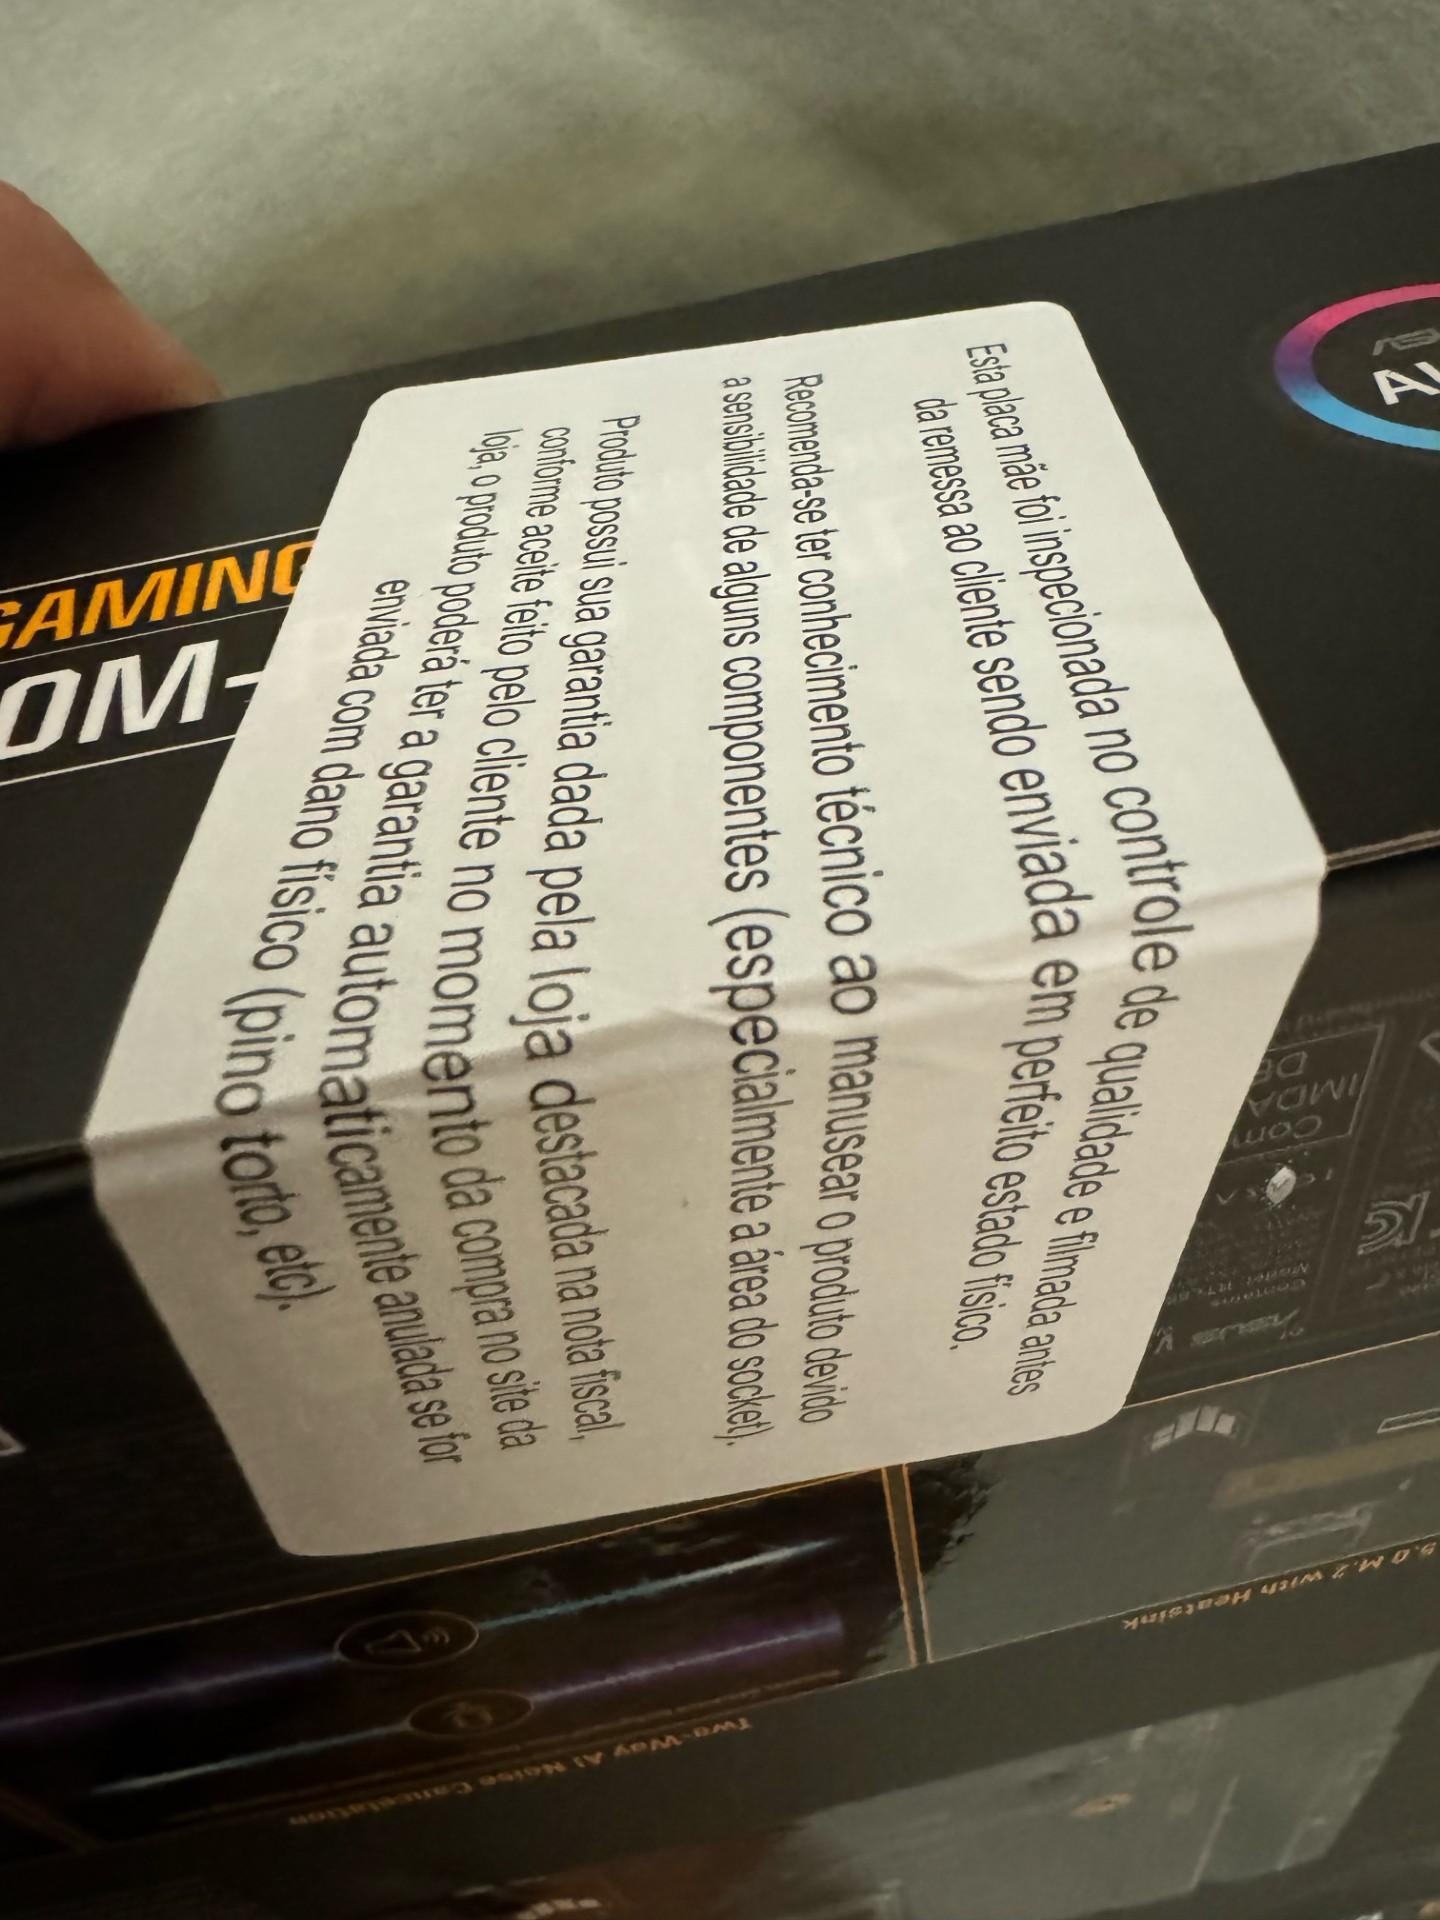 Esta placa mãe foi inspecionada no controle de qualidade e filmada antes
da remessa ao cliente sendo enviada em perfeito estado físico.
Recomenda-se ter conhecimento técnico ao manusear o produto devido
a sensibilidade de alguns componentes (especialmente a área do socket).
Produto possui sua garantia dada pela loja destacada na nota fiscal,
conforme aceite feito pelo cliente no momento da compra no site da
loja, o produto poderá ter a garantia automaticamente anulada se for
enviada com dano físico (pino torto, etc).
GAMING
0M-
5.0 M.2 with Heatsink
Two-Way AI Noise Cancelation